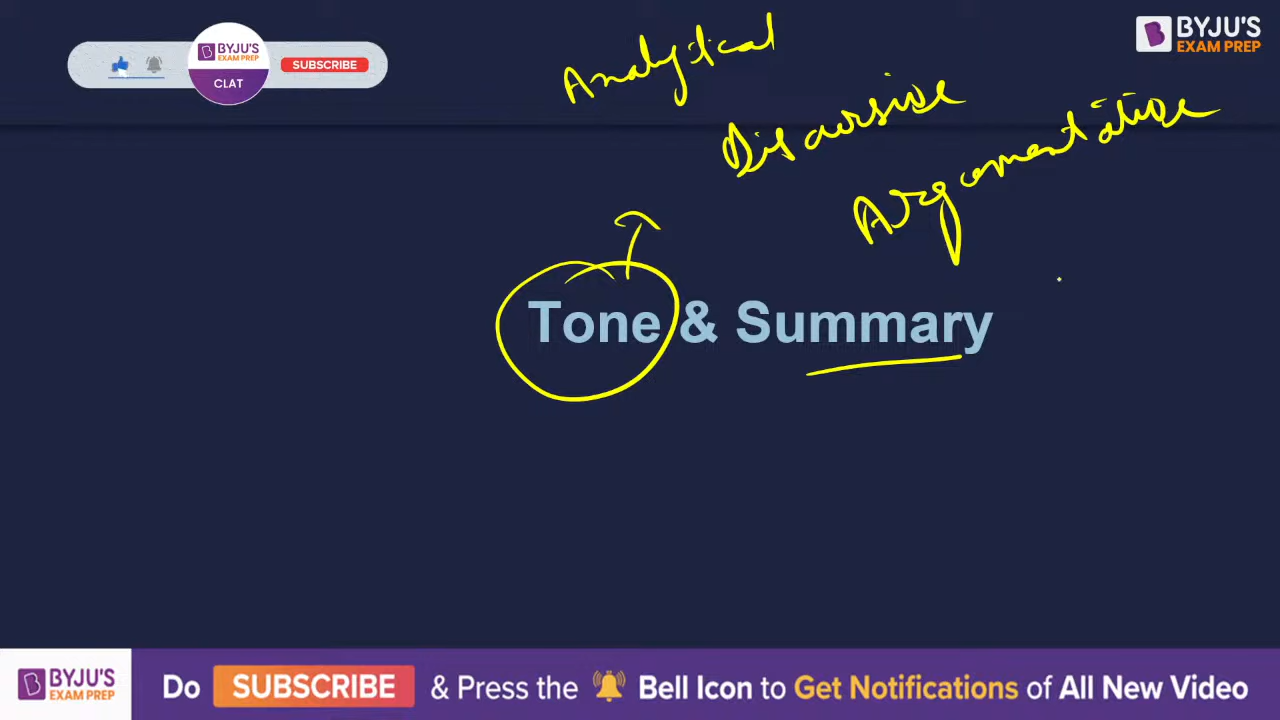 BYJU'S
EXAM PREP
CLAT
SUBSCRIBE
BYJU'S
EXAM PREP
Analytical
Discursive
Argumentative
Tone & Summary
BYJU'S
EXAM PREP
Do SUBSCRIBE & Press the Bell Icon to Get Notifications of All New Video